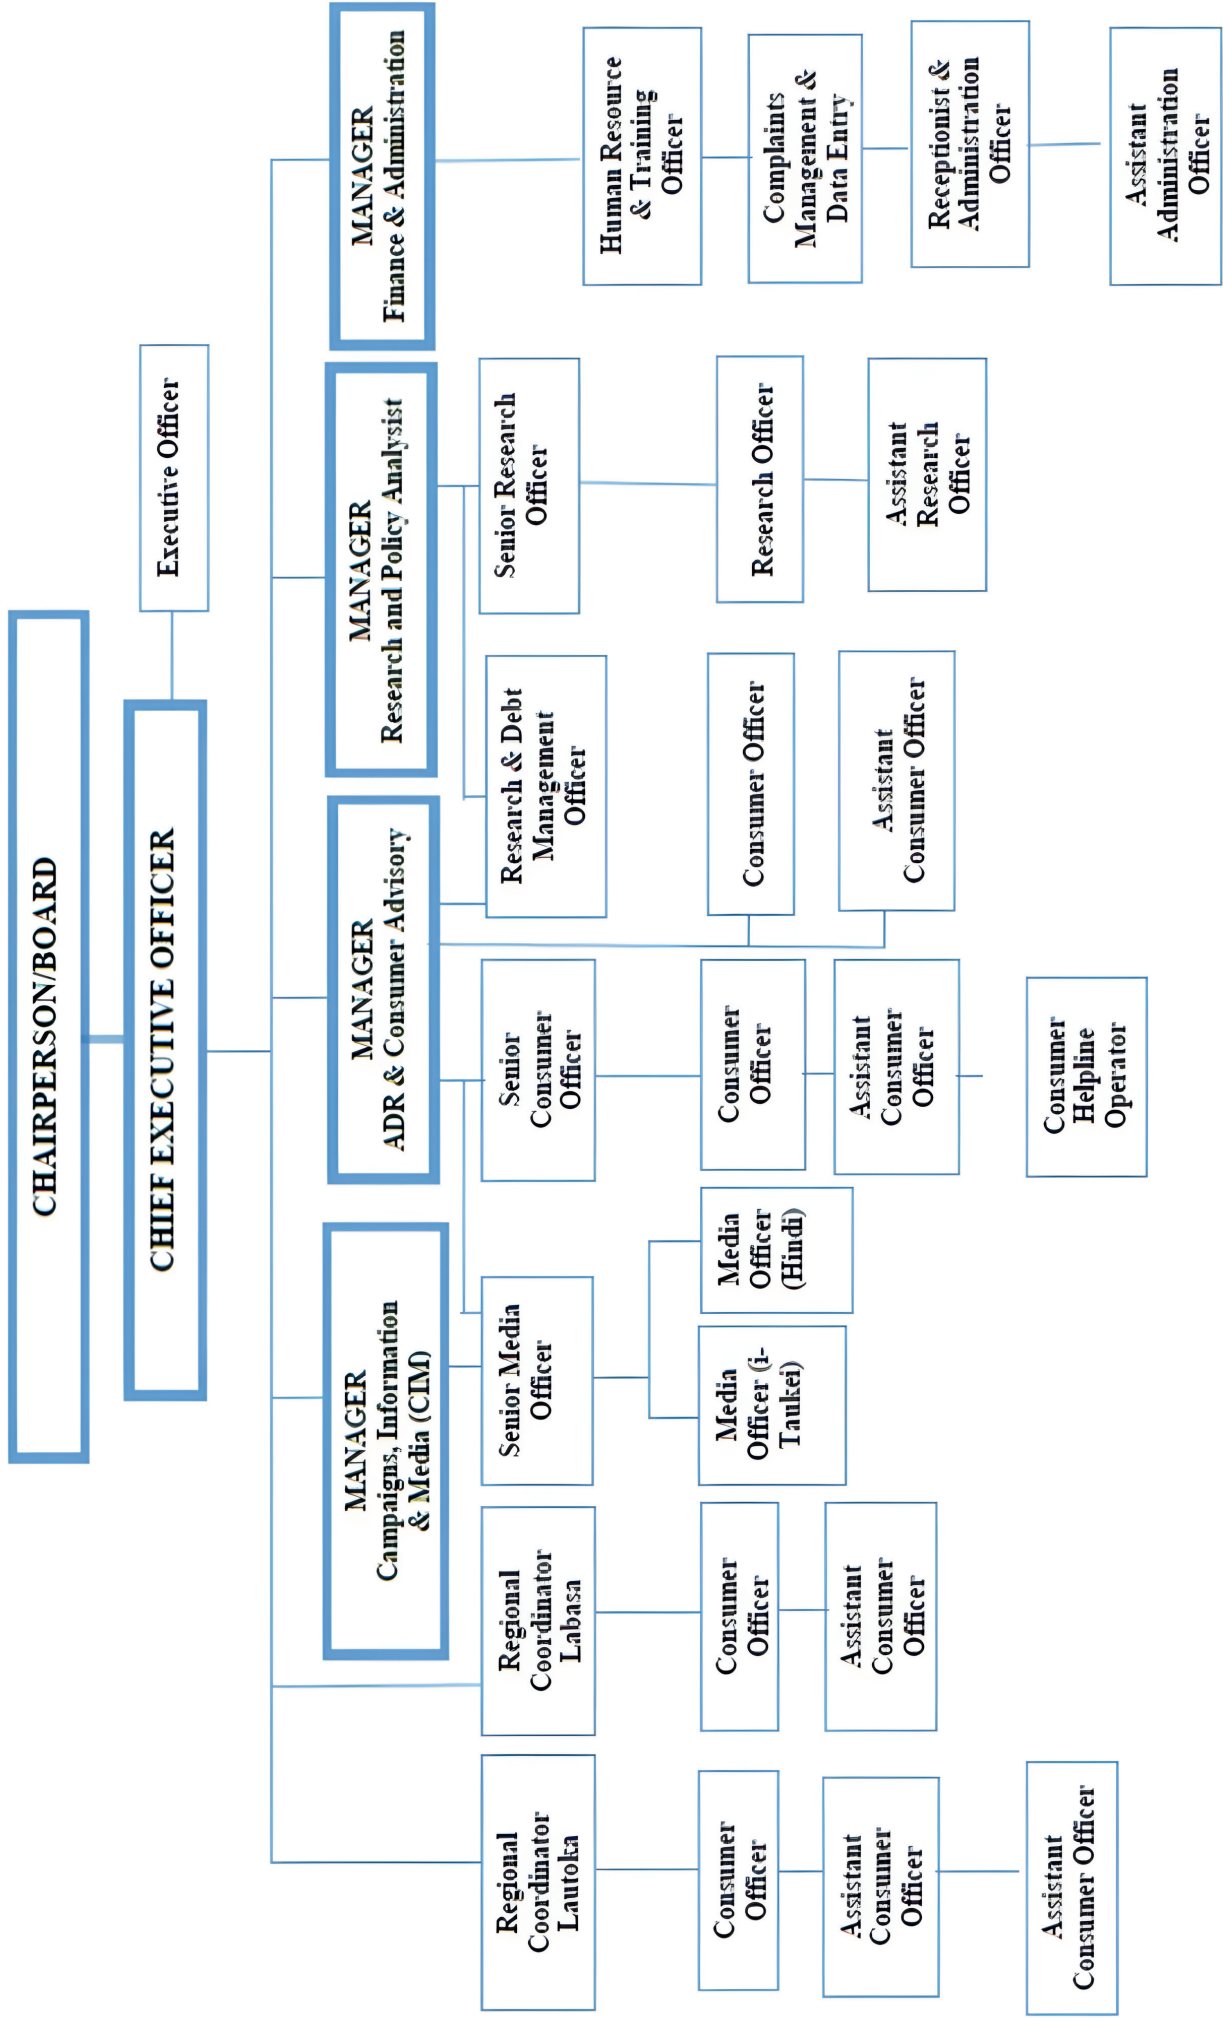 CHAIRPERSON/BOARD
CHIEF EXECUTIVE OFFICER
Executive Officer
MANAGER
Campaigns, Information
& Media (CIM)
MANAGER
ADR & Consumer Advisory
MANAGER
Research and Policy Analysist
MANAGER
Finance & Administration
Regional
Coordinator
Lautoka
Regional
Coordinator
Labasa
Senior Media
Officer
Senior
Consumer
Officer
Research & Debt
Management
Officer
Senior Research
Officer
Human Resource
& Training
Officer
Consumer
Officer
Consumer
Officer
Media
Officer (i-
Taukei)
Media
Officer
(Hindi)
Consumer
Officer
Consumer Officer
Research Officer
Complaints
Management &
Data Entry
Assistant
Consumer
Officer
Assistant
Consumer
Officer
Assistant
Consumer
Officer
Assistant
Consumer Officer
Assistant
Research
Officer
Receptionist &
Administration
Officer
Assistant
Consumer Officer
Consumer
Helpline
Operator
Assistant
Administration
Officer